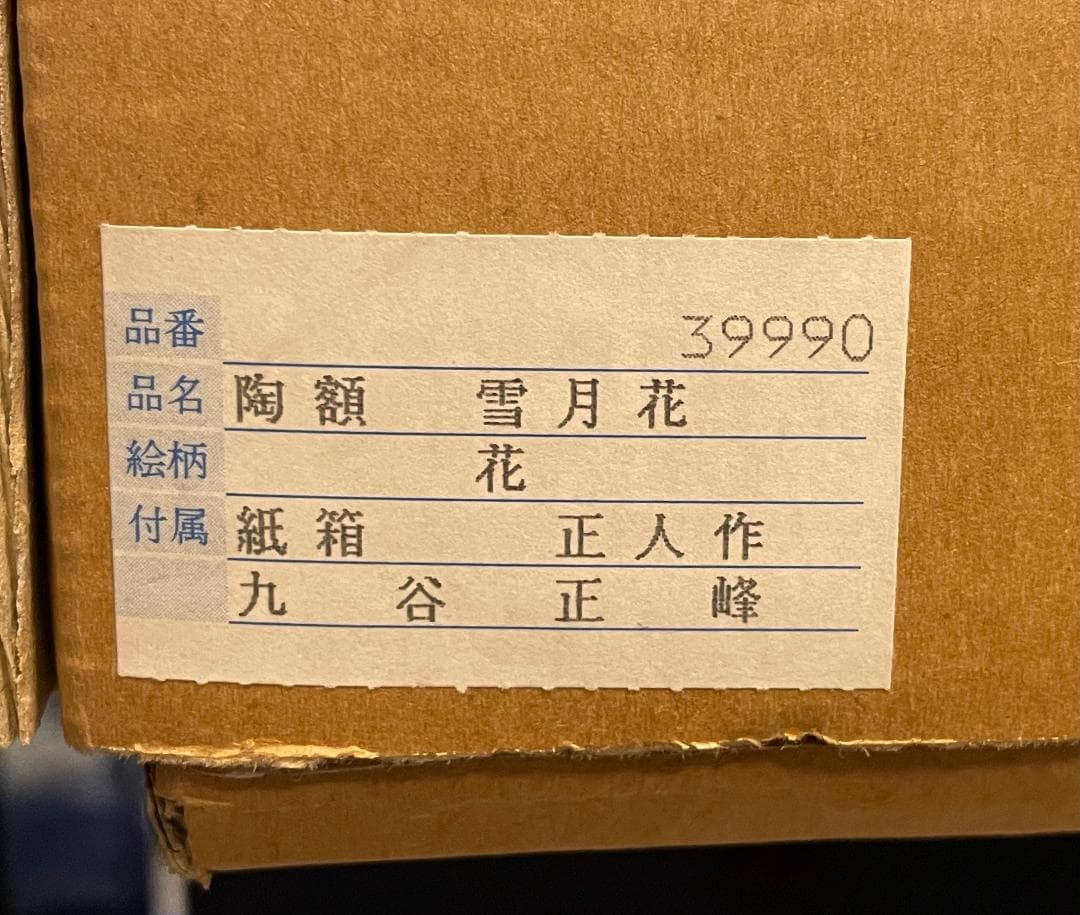 品番 39990
品名 陶額 雪月花
絵柄 花
付属 紙箱 正人作
九谷正峰